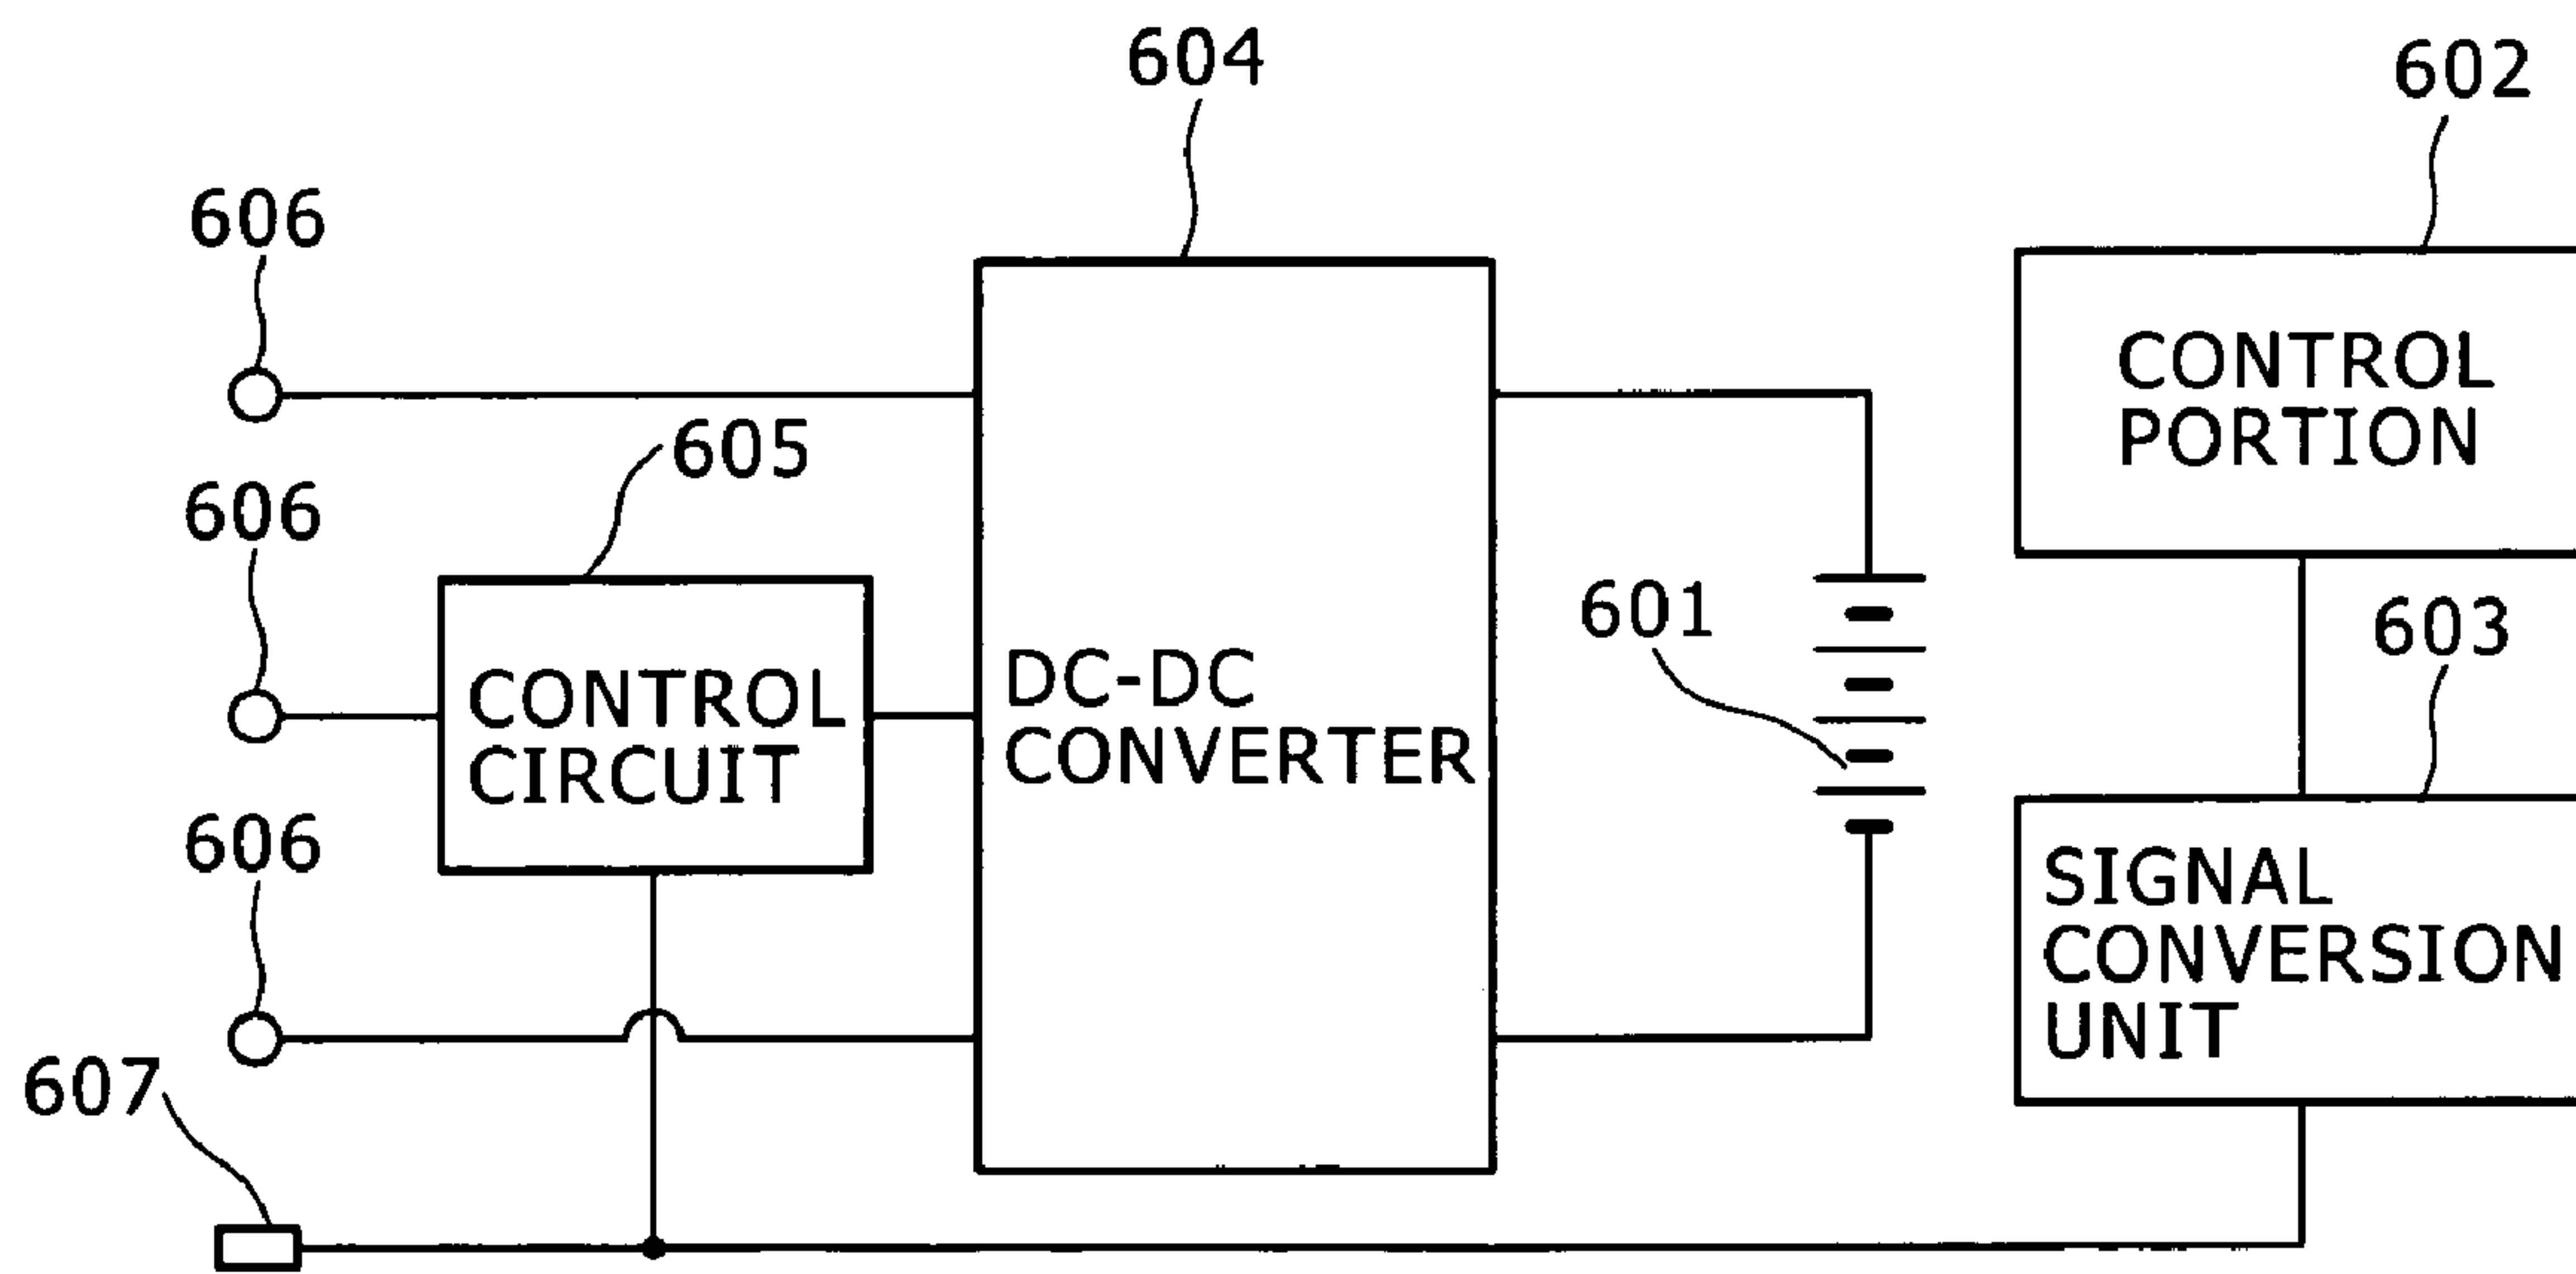 604
602
606
605
606
CONTROL
PORTION
601
603
DC-DC
CONVERTER
CONTROL
CIRCUIT
606
SIGNAL
CONVERSION
UNIT
607